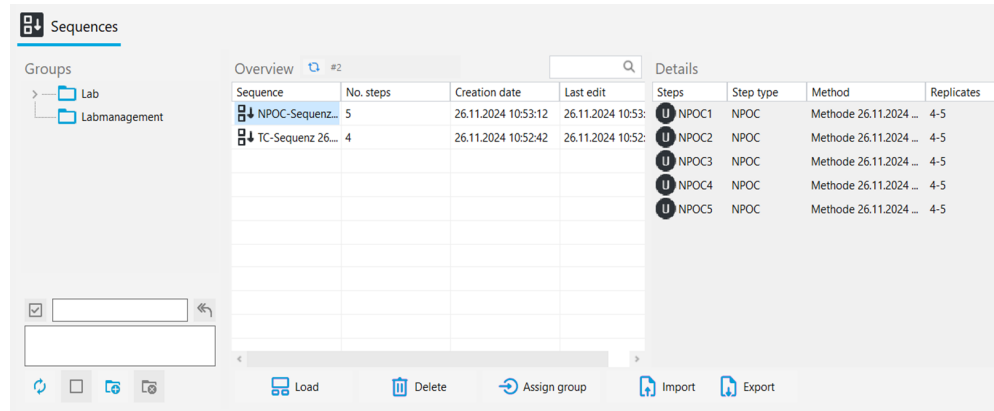 Sequences
Groups
Lab
Labmanagement
Overview #2
Sequence No. steps Creation date Last edit
NPOC-Sequenz... 5 26.11.2024 10:53:12 26.11.2024 10:53:
TC-Sequenz 26.... 4 26.11.2024 10:52:42 26.11.2024 10:52:
Details
Steps Step type Method Replicates
U NPOC1 NPOC Methode 26.11.2024 ... 4-5
U NPOC2 NPOC Methode 26.11.2024 ... 4-5
U NPOC3 NPOC Methode 26.11.2024 ... 4-5
U NPOC4 NPOC Methode 26.11.2024 ... 4-5
U NPOC5 NPOC Methode 26.11.2024 ... 4-5
Load Delete Assign group Import Export